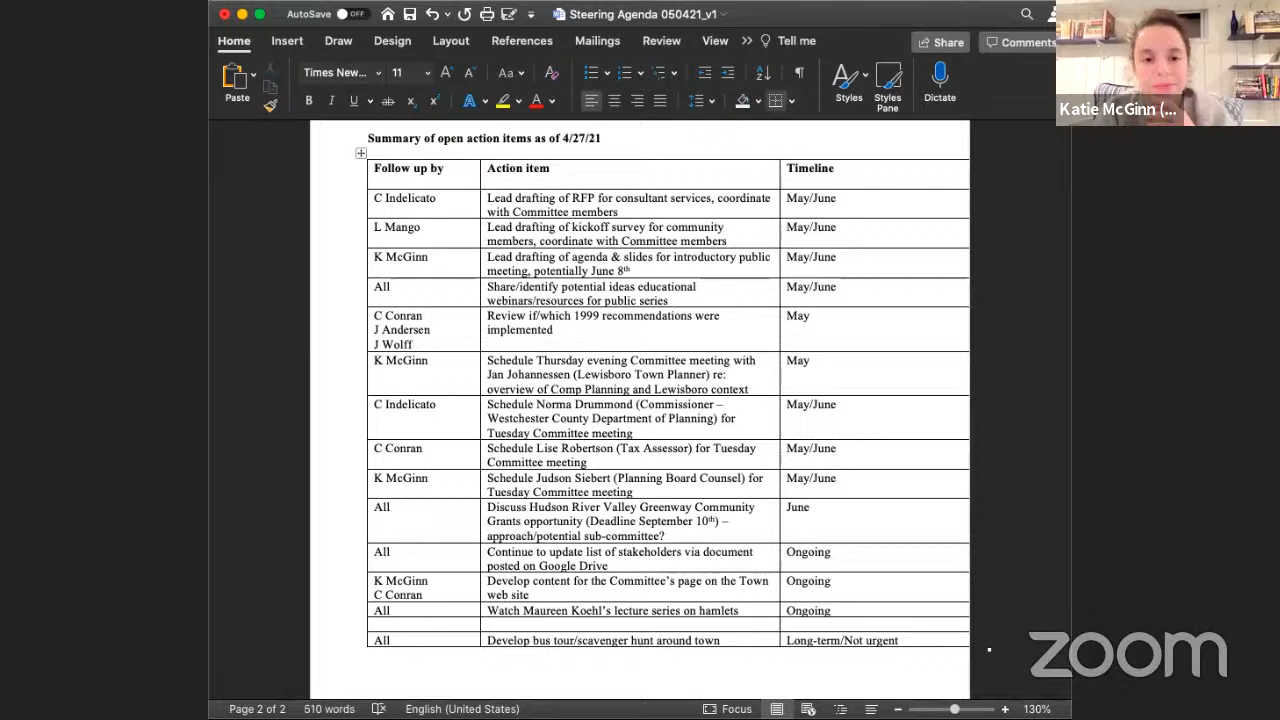 AutoSave OFF Steering Agenda 050421_v1
Home Insert Draw Design Layout References Mailings Review View >> Tell me Share Comments
Paste Times New... 11 Aa Styles Styles Pane Dictate
Katie McGinn (...
Summary of open action items as of 4/27/21
Follow up by Action item Timeline
C Indelicato Lead drafting of RFP for consultant services, coordinate May/June
with Committee members
L Mango Lead drafting of kickoff survey for community May/June
members, coordinate with Committee members
K McGinn Lead drafting of agenda & slides for introductory public May/June
meeting, potentially June 8th
All Share/identify potential ideas educational May/June
webinars/resources for public series
C Conran Review if/which 1999 recommendations were May
J Andersen implemented
J Wolff
K McGinn Schedule Thursday evening Committee meeting with May
Jan Johannessen (Lewisboro Town Planner) re:
overview of Comp Planning and Lewisboro context
C Indelicato Schedule Norma Drummond (Commissioner – May/June
Westchester County Department of Planning) for
Tuesday Committee meeting
C Conran Schedule Lise Robertson (Tax Assessor) for Tuesday May/June
Committee meeting
K McGinn Schedule Judson Siebert (Planning Board Counsel) for May/June
Tuesday Committee meeting
All Discuss Hudson River Valley Greenway Community June
Grants opportunity (Deadline September 10th) –
approach/potential sub-committee?
All Continue to update list of stakeholders via document Ongoing
posted on Google Drive
K McGinn Develop content for the Committee's page on the Town Ongoing
C Conran web site
All Watch Maureen Koehl's lecture series on hamlets Ongoing
All Develop bus tour/scavenger hunt around town Long-term/Not urgent
zoom
Page 2 of 2 510 words English (United States) Focus 130%